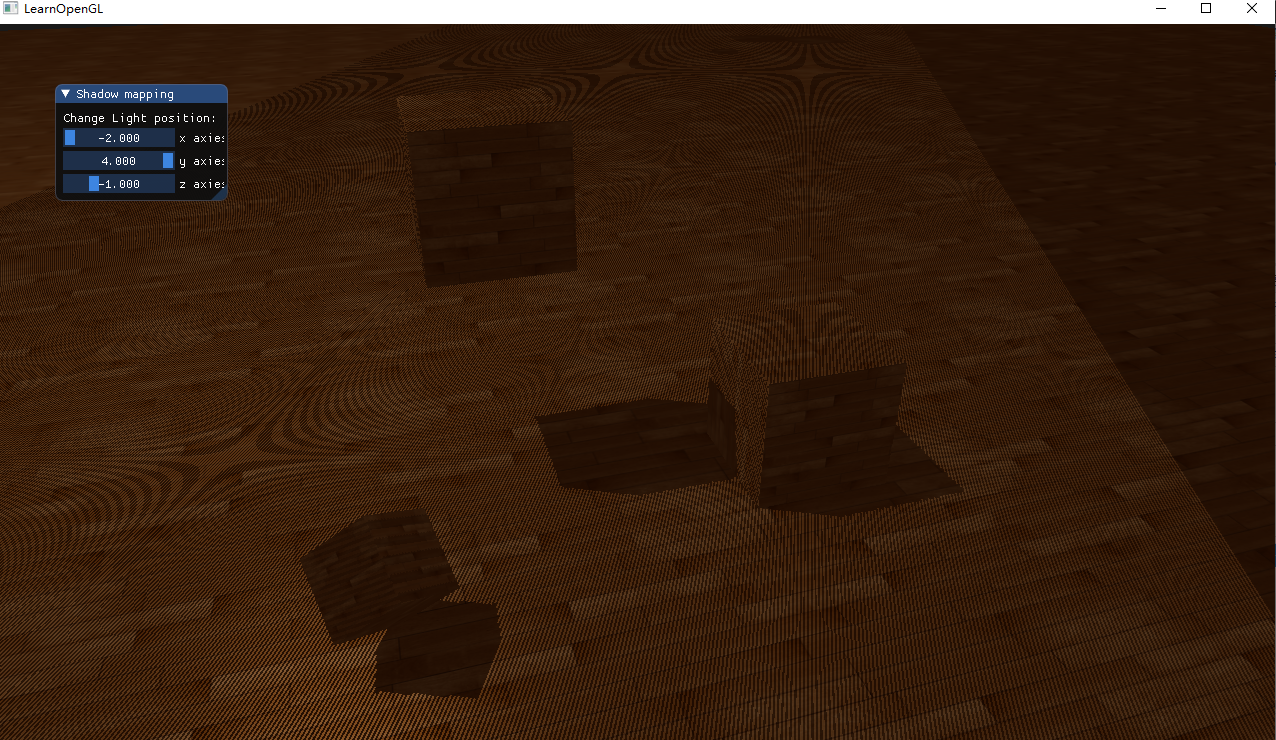 LearnOpenGL
Shadow mapping
Change Light position:
-2.000 x axies
4.000 y axies
-1.000 z axies